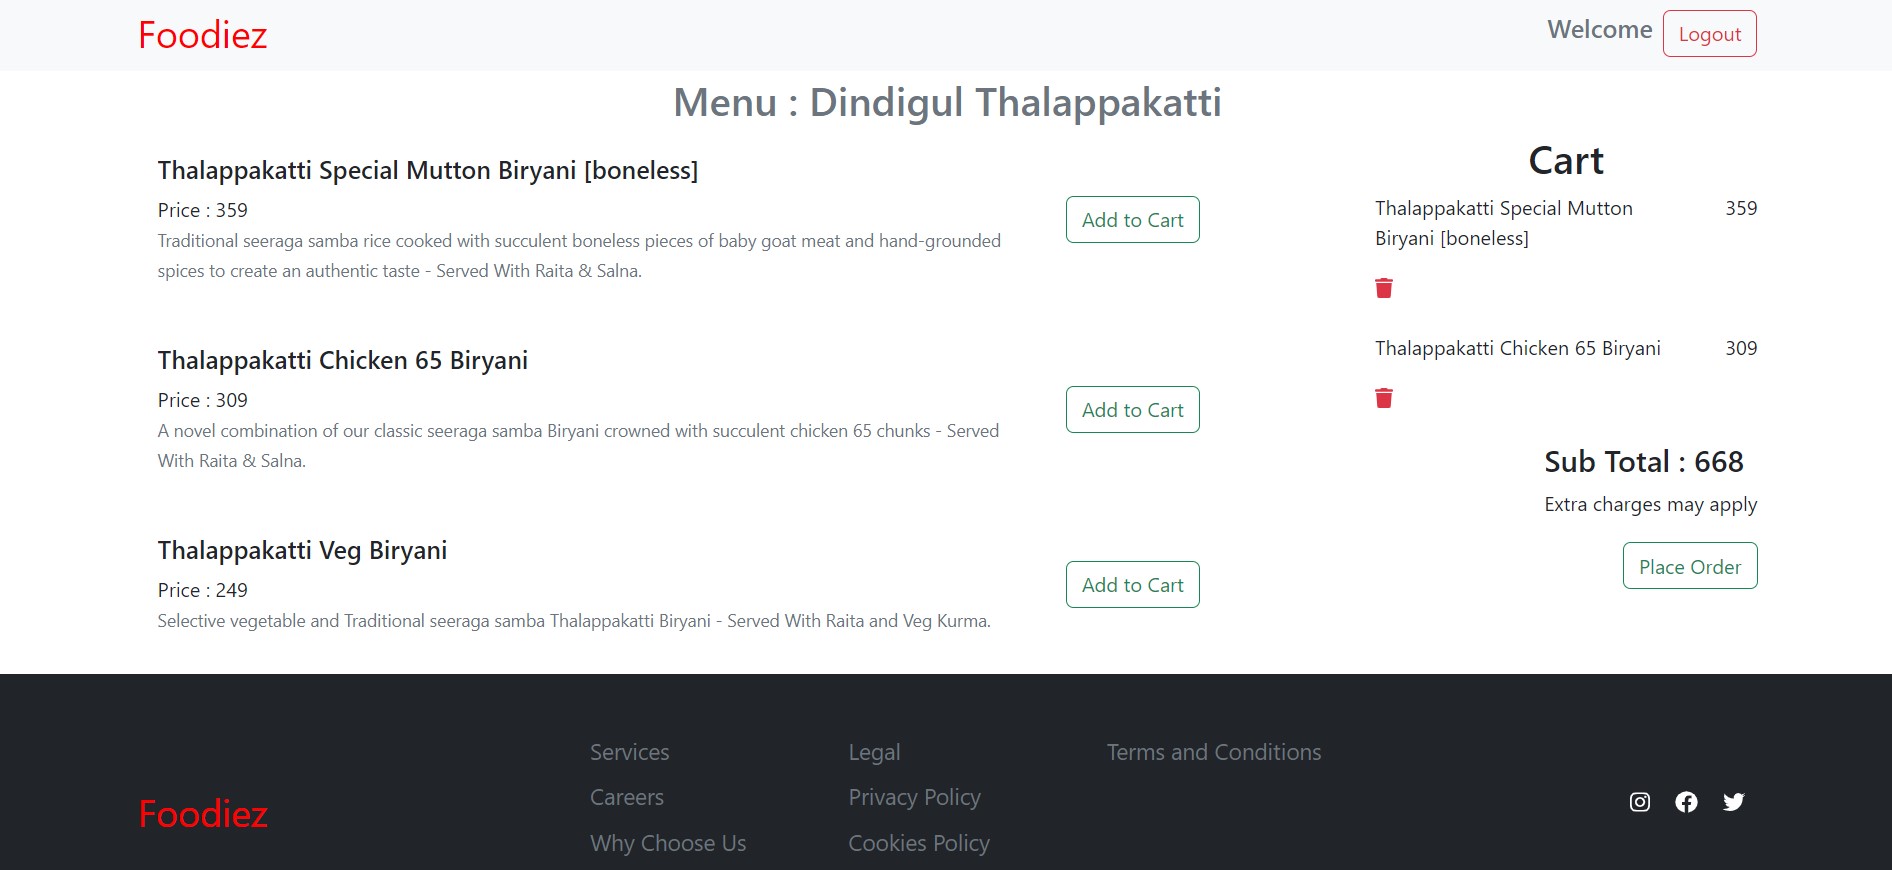 Foodiez
Welcome
Logout
Menu : Dindigul Thalappakatti
Thalappakatti Special Mutton Biryani [boneless]
Price : 359
Traditional seeraga samba rice cooked with succulent boneless pieces of baby goat meat and hand-grounded
spices to create an authentic taste - Served With Raita & Salna.
Add to Cart
Thalappakatti Chicken 65 Biryani
Price : 309
A novel combination of our classic seeraga samba Biryani crowned with succulent chicken 65 chunks - Served
With Raita & Salna.
Add to Cart
Thalappakatti Veg Biryani
Price : 249
Selective vegetable and Traditional seeraga samba Thalappakatti Biryani - Served With Raita and Veg Kurma.
Add to Cart
Cart
Thalappakatti Special Mutton 359
Biryani [boneless]
Thalappakatti Chicken 65 Biryani 309
Sub Total : 668
Extra charges may apply
Place Order
Foodiez
Services
Careers
Why Choose Us
Legal
Privacy Policy
Cookies Policy
Terms and Conditions